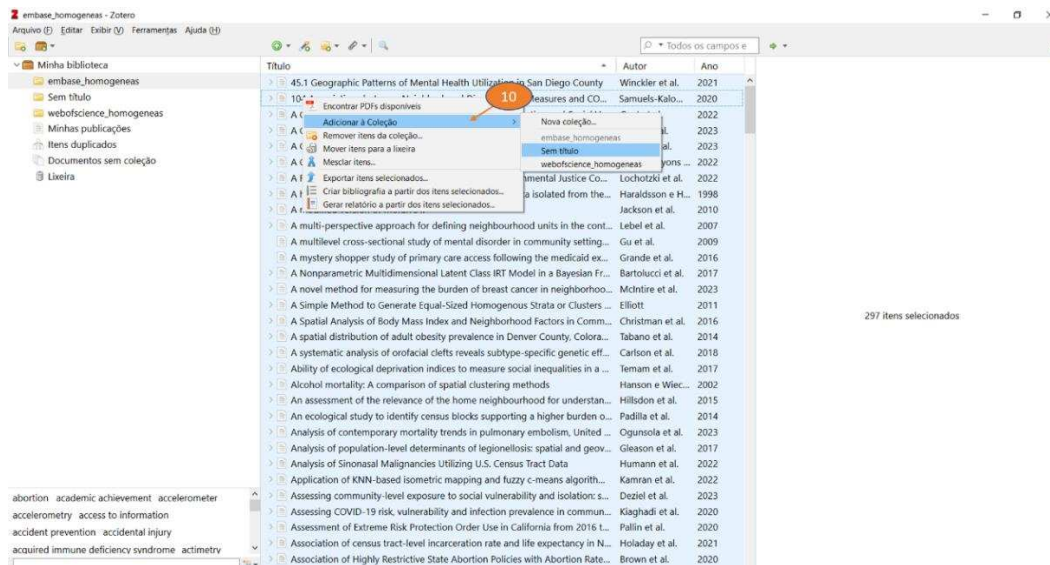 embase_homogeneas - Zotero
Arquivo (F) Editar Exibir (V) Ferramentas Ajuda (H)
Todos os campos e
Minha biblioteca
embase_homogeneas
Sem título
webofscience_homogeneas
Minhas publicações
Itens duplicados
Documentos sem coleção
Lixeira
Título Autor Ano
45.1 Geographic Patterns of Mental Health Utilization in San Diego County Winckler et al. 2021
Measures and CO... Samuels-Kalo... 2020
2022
2023
2023
2022
mental Justice Co... Lochotzki et al. 2022
a isolated from the... Haraldsson e H... 1998
Jackson et al. 2010
A multi-perspective approach for defining neighbourhood units in the cont... Lebel et al. 2007
A multilevel cross-sectional study of mental disorder in community setting... Gu et al. 2009
A mystery shopper study of primary care access following the medicaid ex... Grande et al. 2016
A Nonparametric Multidimensional Latent Class IRT Model in a Bayesian Fr... Bartolucci et al. 2017
A novel method for measuring the burden of breast cancer in neighborhoo... McIntire et al. 2023
A Simple Method to Generate Equal-Sized Homogenous Strata or Clusters ... Elliott 2011
A Spatial Analysis of Body Mass Index and Neighborhood Factors in Comm... Christman et al. 2016
A spatial distribution of adult obesity prevalence in Denver County, Colora... Tabano et al. 2014
A systematic analysis of orofacial clefts reveals subtype-specific genetic eff... Carlson et al. 2018
Ability of ecological deprivation indices to measure social inequalities in a ... Temam et al. 2017
Alcohol mortality: A comparison of spatial clustering methods Hanson e Wiec... 2002
An assessment of the relevance of the home neighbourhood for understan... Hillsdon et al. 2015
An ecological study to identify census blocks supporting a higher burden o... Padilla et al. 2014
Analysis of contemporary mortality trends in pulmonary embolism, United ... Ogunsola et al. 2023
Analysis of population-level determinants of legionellosis: spatial and geov... Gleason et al. 2017
Analysis of Sinonasal Malignancies Utilizing U.S. Census Tract Data Humann et al. 2022
Application of KNN-based isometric mapping and fuzzy c-means algorith... Kamran et al. 2022
Assessing community-level exposure to social vulnerability and isolation: s... Deziel et al. 2023
Assessing COVID-19 risk, vulnerability and infection prevalence in commun... Kiaghadi et al. 2020
Assessment of Extreme Risk Protection Order Use in California from 2016 t... Pallin et al. 2020
Association of census tract-level incarceration rate and life expectancy in N... Holaday et al. 2021
Association of Highly Restrictive State Abortion Policies with Abortion Rate... Brown et al. 2020
10
Encontrar PDFs disponíveis
Adicionar à Coleção
Remover itens da coleção...
Mover itens para a lixeira
Mesclar itens...
Exportar itens selecionados...
Criar bibliografia a partir dos itens selecionados...
Gerar relatório a partir dos itens selecionados...
Nova coleção...
embase_homogeneas
Sem título
webofscience_homogeneas
297 itens selecionados
abortion academic achievement accelerometer
accelerometry access to information
accident prevention accidental injury
acquired immune deficiency syndrome actimetry